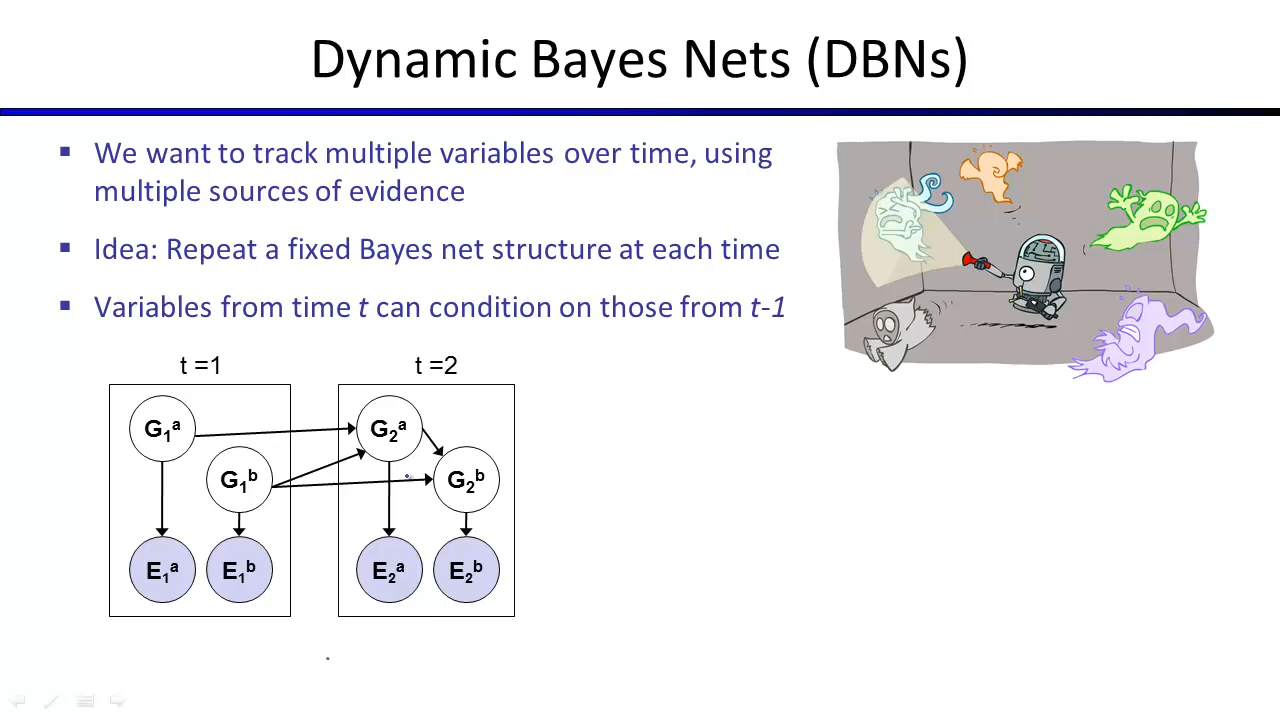 Dynamic Bayes Nets (DBNs)
▪ We want to track multiple variables over time, using
multiple sources of evidence
▪ Idea: Repeat a fixed Bayes net structure at each time
▪ Variables from time t can condition on those from t-1
t =1 t =2
G₁ᵃ G₂ᵃ
G₁ᵇ G₂ᵇ
E₁ᵃ E₁ᵇ E₂ᵃ E₂ᵇ